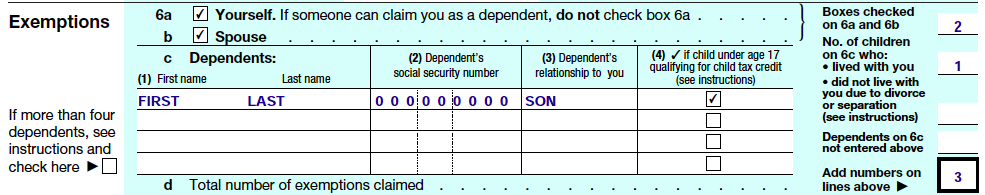 Exemptions
6a ✓ Yourself. If someone can claim you as a dependent, do not check box 6a . . . . .
b ✓ Spouse . . . . . . . . . . . . . . . . . . . . . . . .
Boxes checked
on 6a and 6b 2
c Dependents:
(1) First name Last name
(2) Dependent's
social security number
(3) Dependent's
relationship to you
(4) ✓ if child under age 17
qualifying for child tax credit
(see instructions)
FIRST LAST 0 0 0 0 0 0 0 0 0 SON ✓
No. of children
on 6c who:
• lived with you 1
• did not live with
you due to divorce
or separation
(see instructions)
Dependents on 6c
not entered above
If more than four
dependents, see
instructions and
check here ►
d Total number of exemptions claimed . . . . . . . . . . . . . . . . .
Add numbers on
lines above ► 3